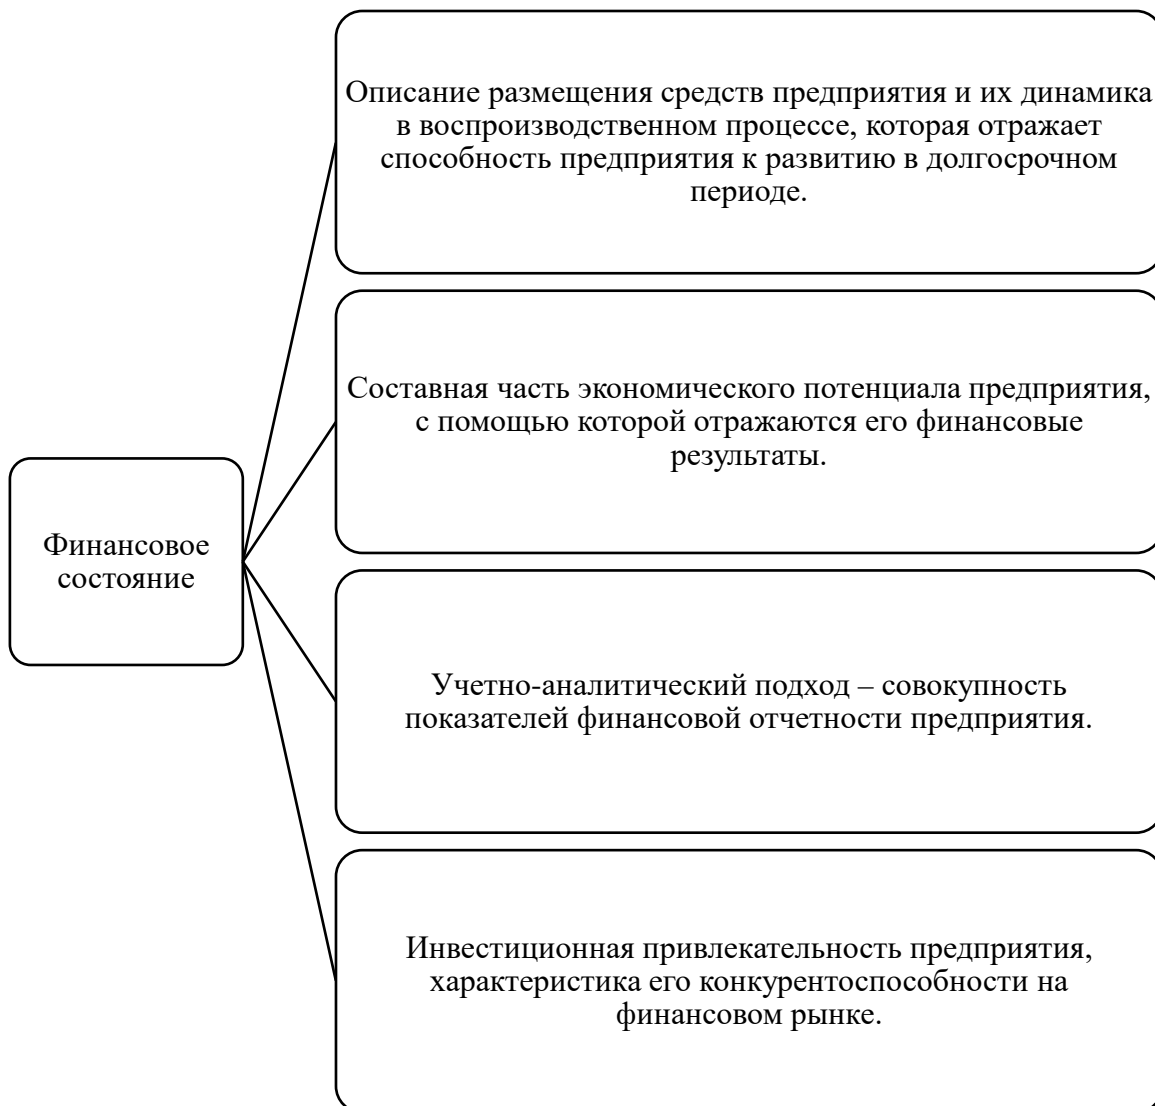 Описание размещения средств предприятия и их динамика
в воспроизводственном процессе, которая отражает
способность предприятия к развитию в долгосрочном
периоде.
Составная часть экономического потенциала предприятия,
с помощью которой отражаются его финансовые
результаты.
Финансовое
состояние
Учетно-аналитический подход – совокупность
показателей финансовой отчетности предприятия.
Инвестиционная привлекательность предприятия,
характеристика его конкурентоспособности на
финансовом рынке.